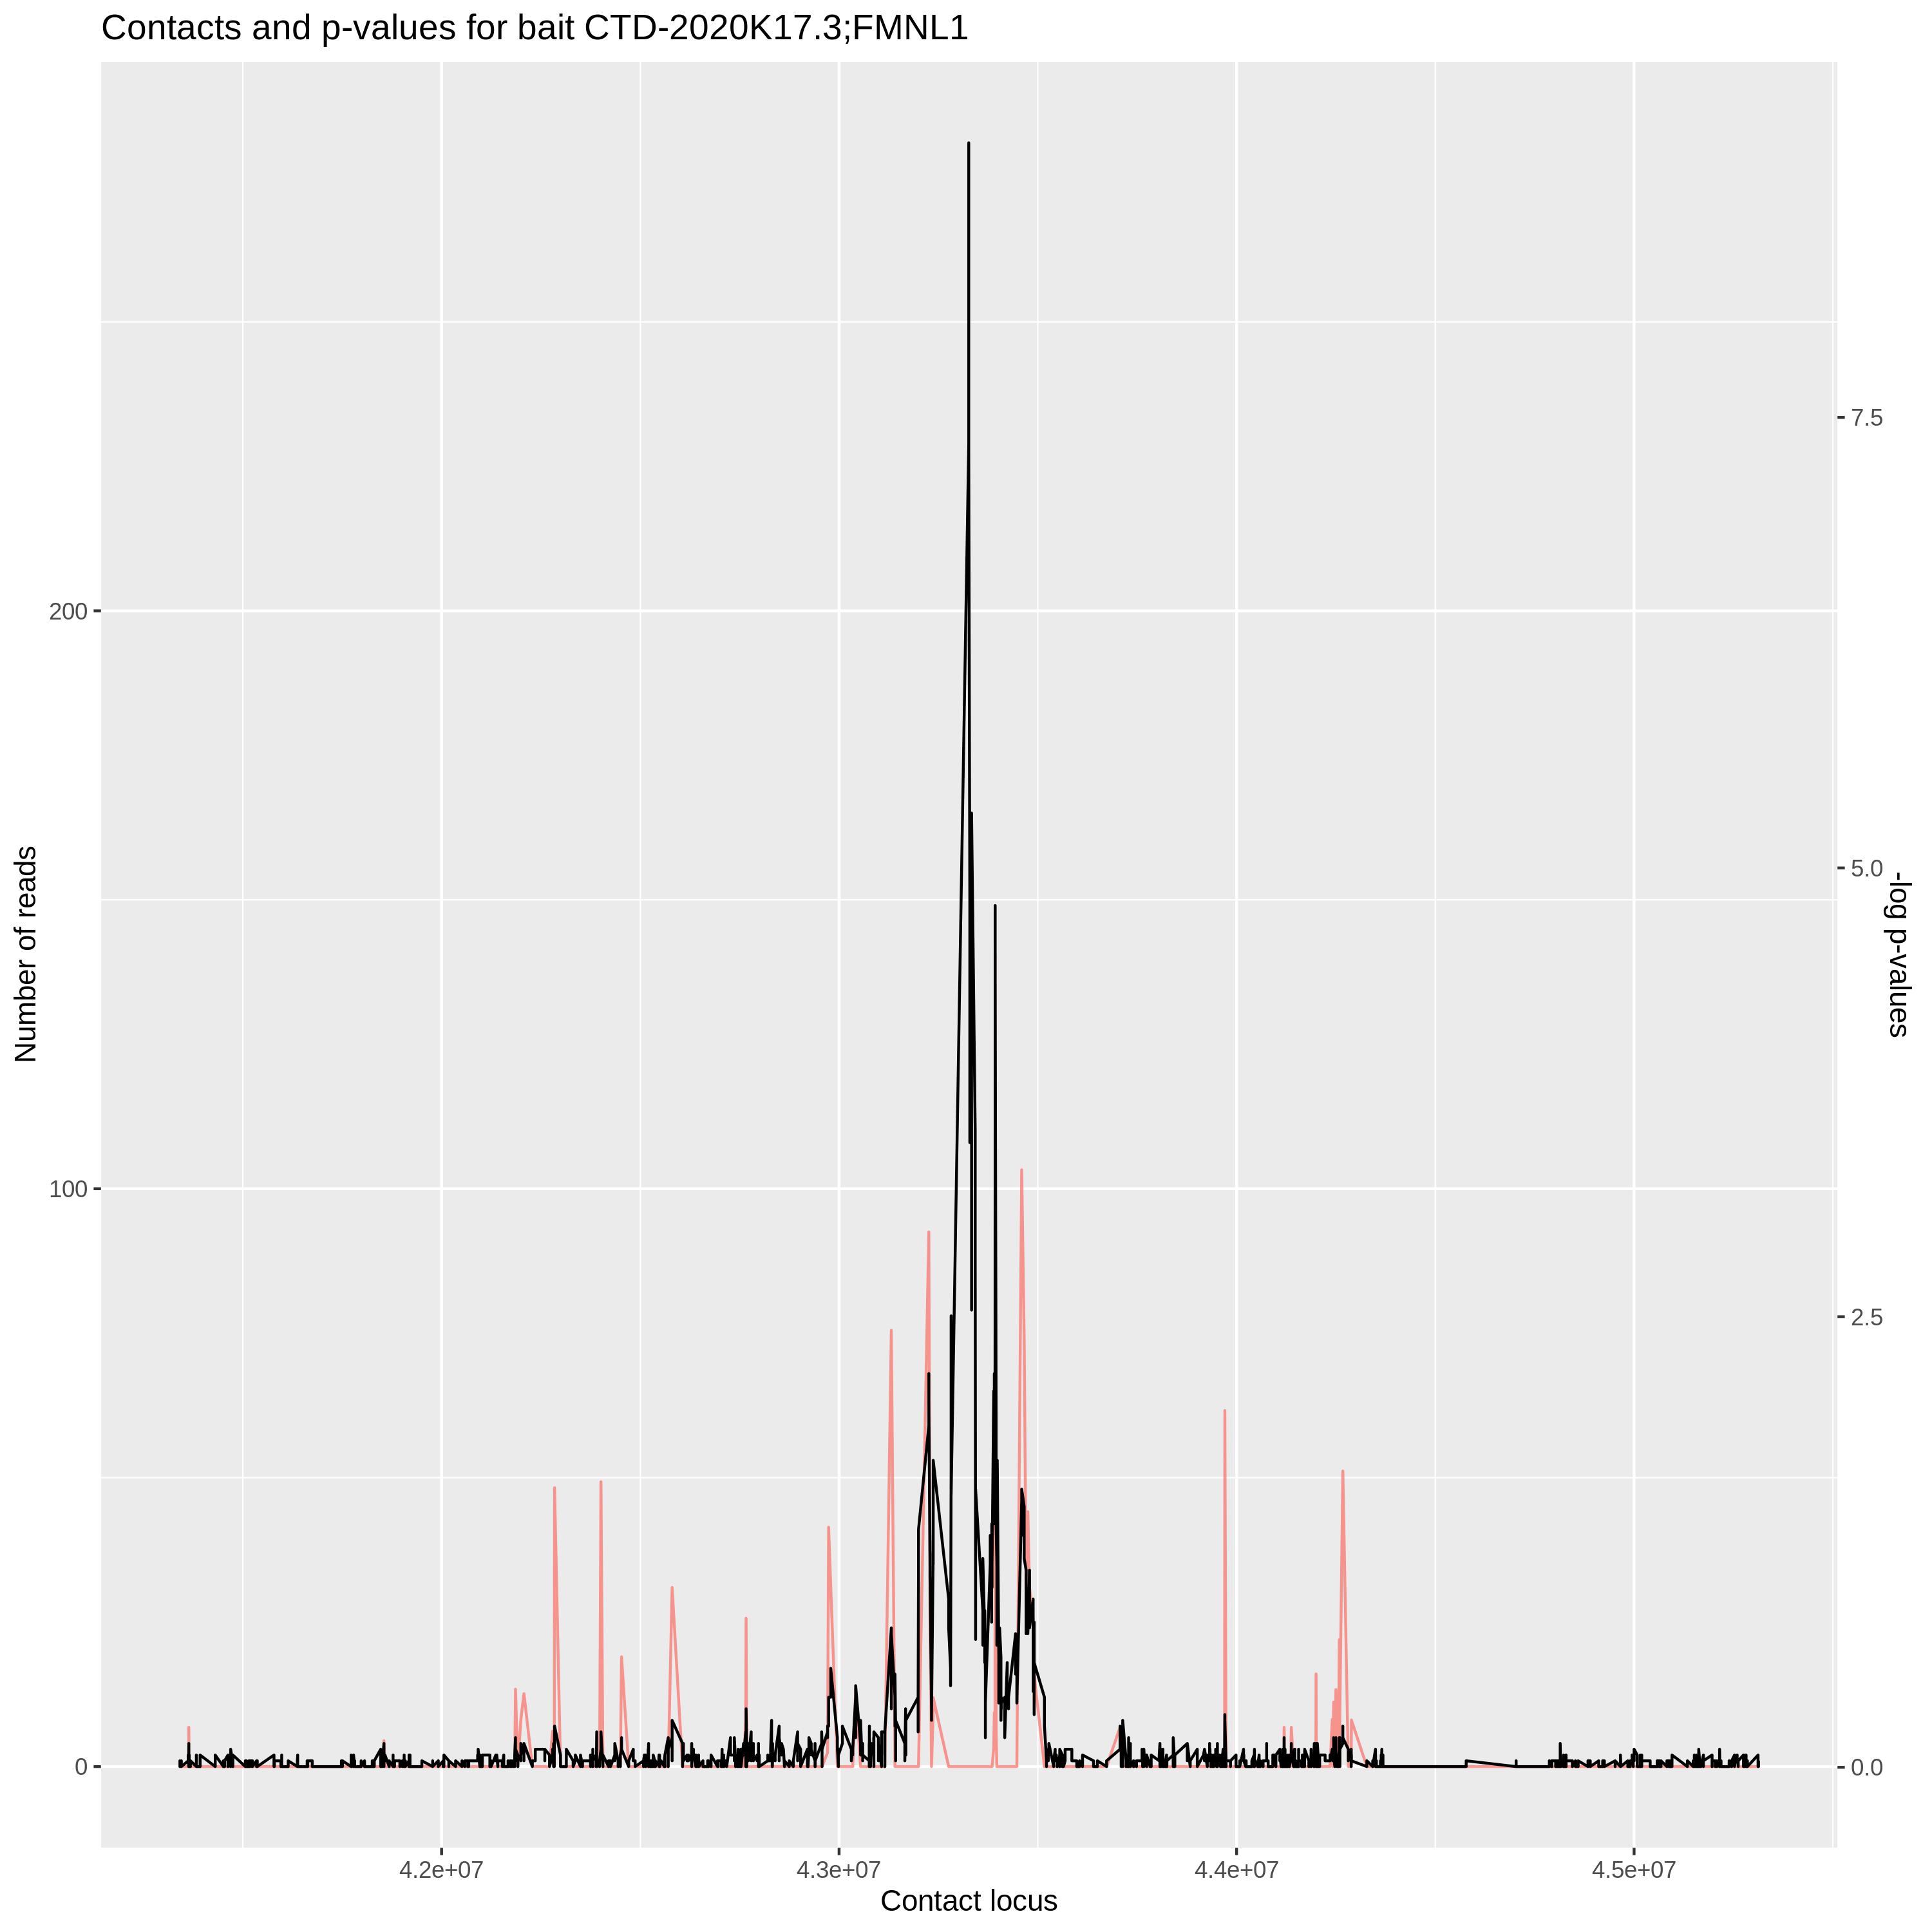 Contacts and p-values for bait CTD-2020K17.3;FMNL1
Number of reads
200
100
0
7.5
5.0
2.5
0.0
-log p-values
4.2e+07 4.3e+07 4.4e+07 4.5e+07
Contact locus